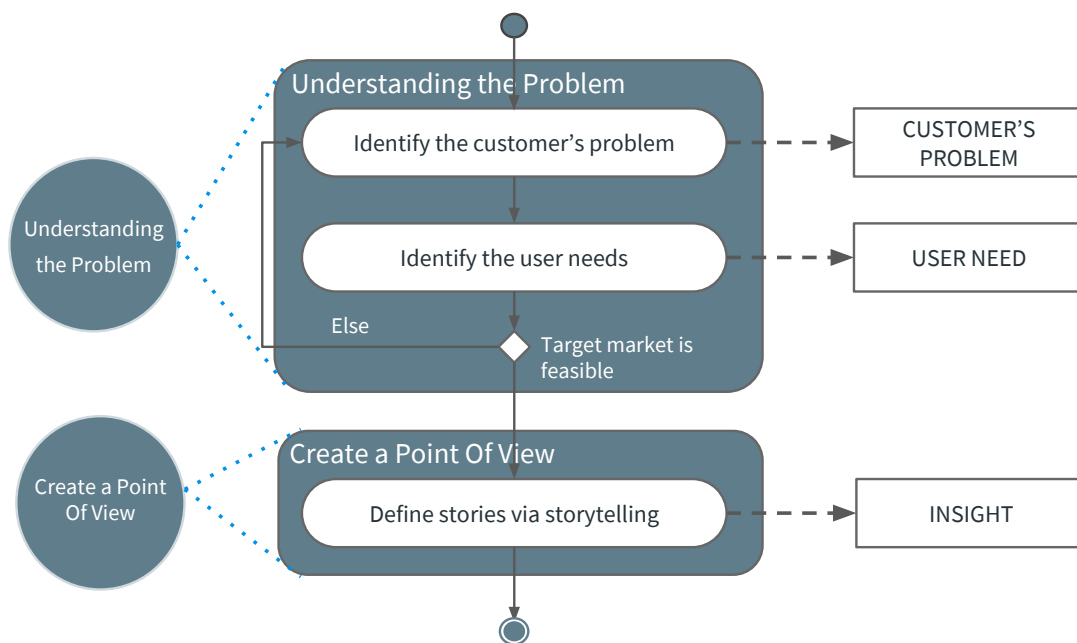 Understanding the Problem
Identify the customer’s problem
CUSTOMER’S
PROBLEM
Understanding
the Problem
Identify the user needs
USER NEED
Else
Target market is
feasible
Create a Point Of View
Create a Point
Of View
Define stories via storytelling
INSIGHT